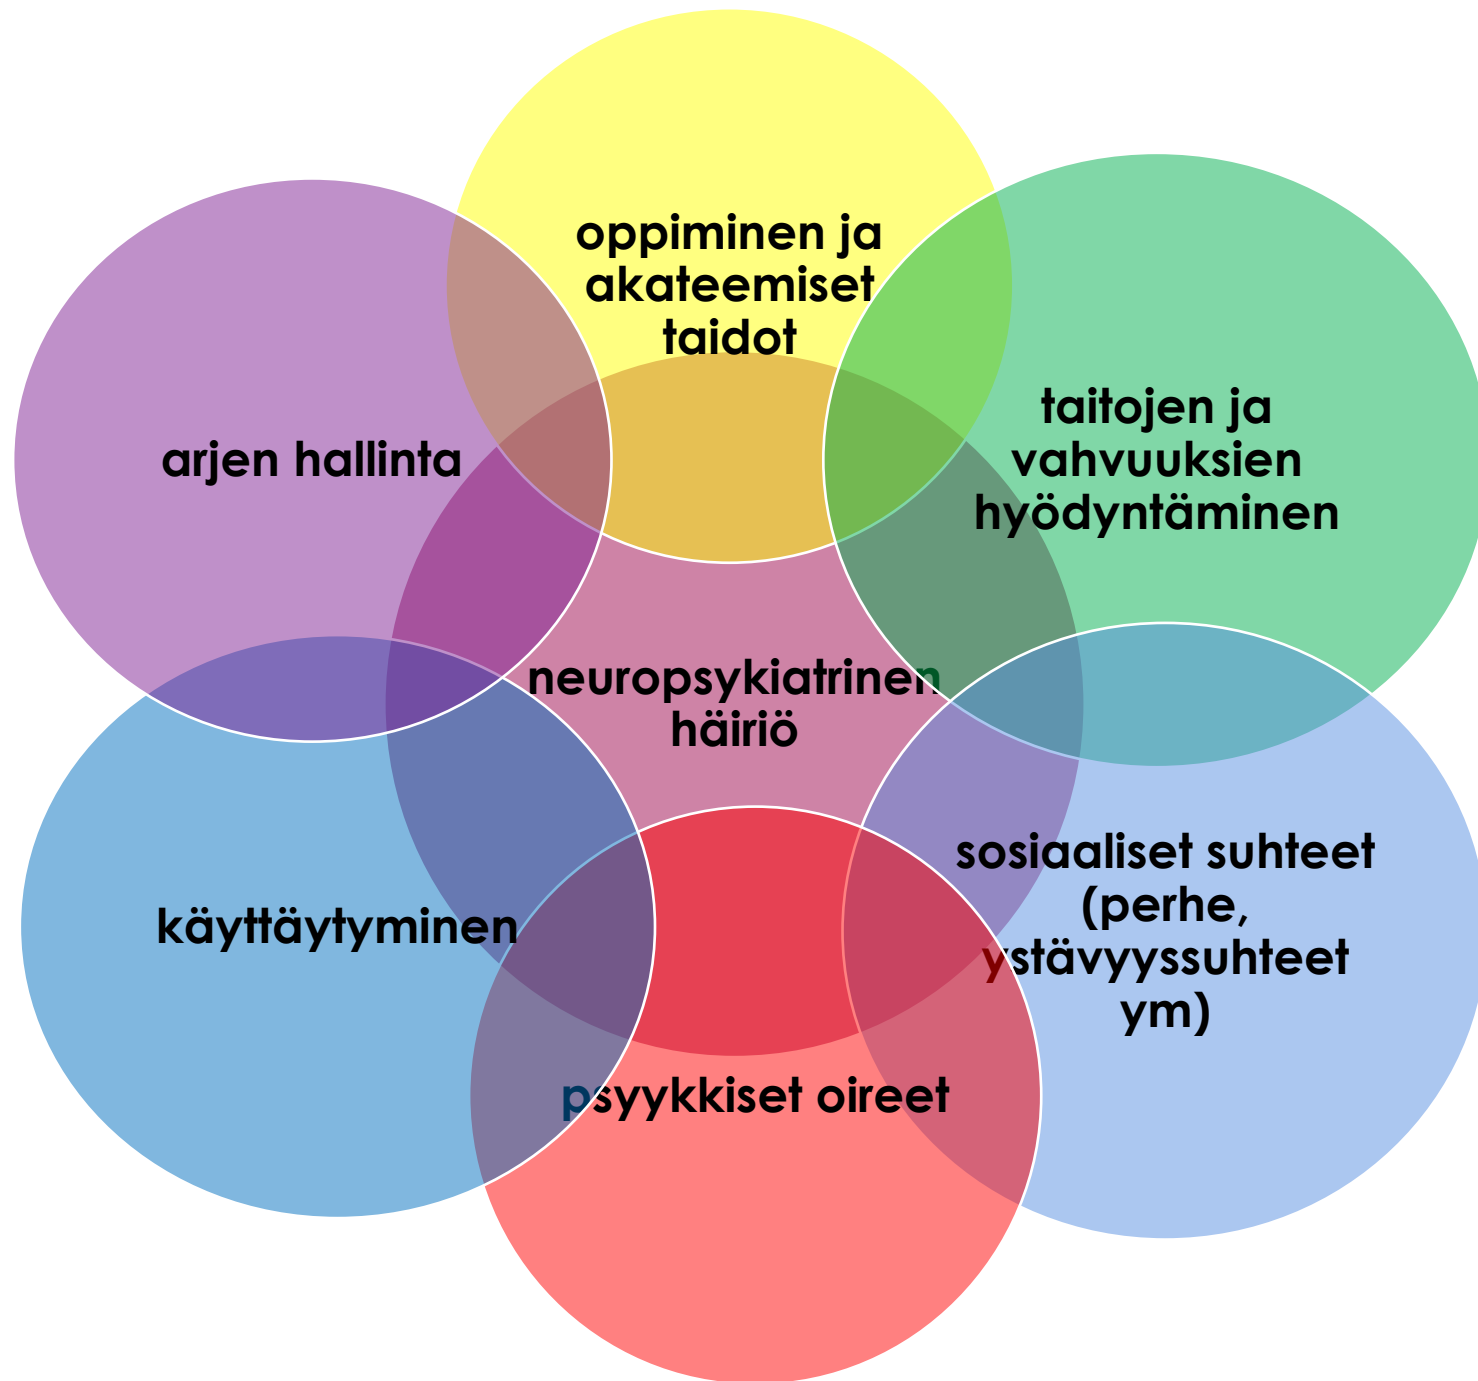 oppiminen ja
akateemiset
taidot
taitojen ja
vahvuuksien
hyödyntäminen
arjen hallinta
neuropsykiatrinen
häiriö
sosiaaliset suhteet
(perhe,
ystävyyssuhteet
ym)
käyttäytyminen
psyykkiset oireet